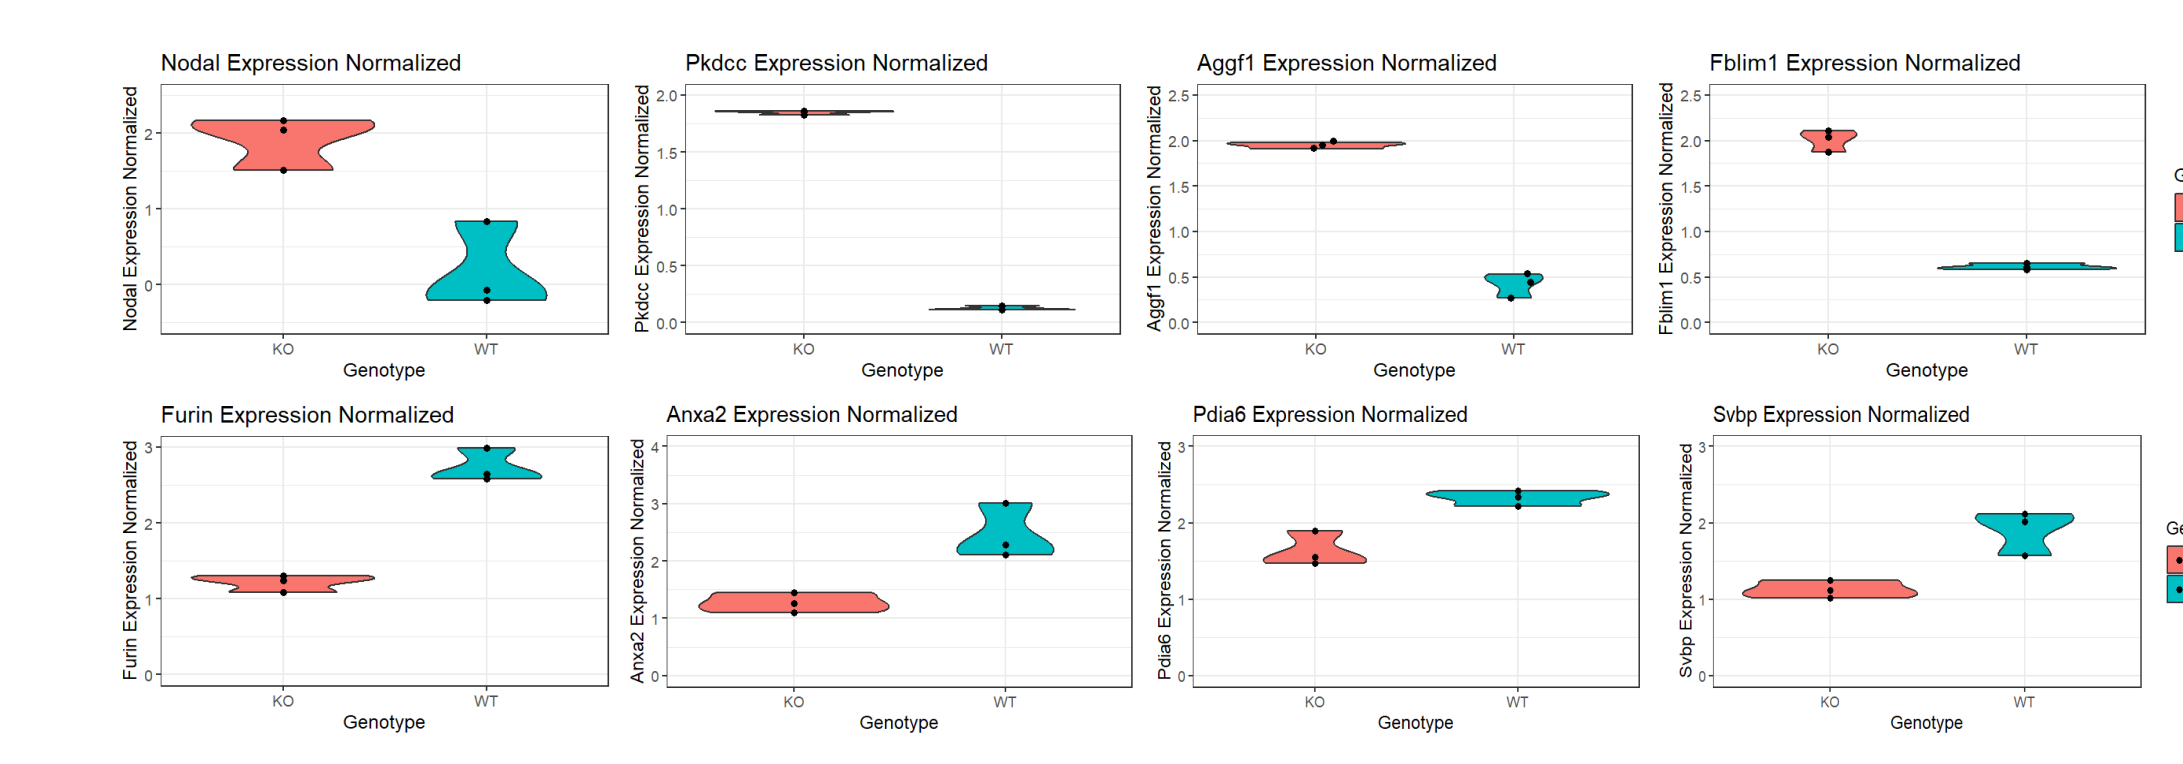 Nodal Expression Normalized
Nodal Expression Normalized
2
1
0
KO
WT
Genotype
Pkdcc Expression Normalized
Pkdcc Expression Normalized
2.0
1.5
1.0
0.5
0.0
KO
WT
Genotype
Aggf1 Expression Normalized
Aggf1 Expression Normalized
2.5
2.0
1.5
1.0
0.5
0.0
KO
WT
Genotype
Fblim1 Expression Normalized
Fblim1 Expression Normalized
2.5
2.0
1.5
1.0
0.5
0.0
KO
WT
Genotype
G
Furin Expression Normalized
Furin Expression Normalized
3
2
1
0
KO
WT
Genotype
Anxa2 Expression Normalized
Anxa2 Expression Normalized
4
3
2
1
0
KO
WT
Genotype
Pdia6 Expression Normalized
Pdia6 Expression Normalized
3
2
1
0
KO
WT
Genotype
Svbp Expression Normalized
Svbp Expression Normalized
3
2
1
0
KO
WT
Genotype
Ge